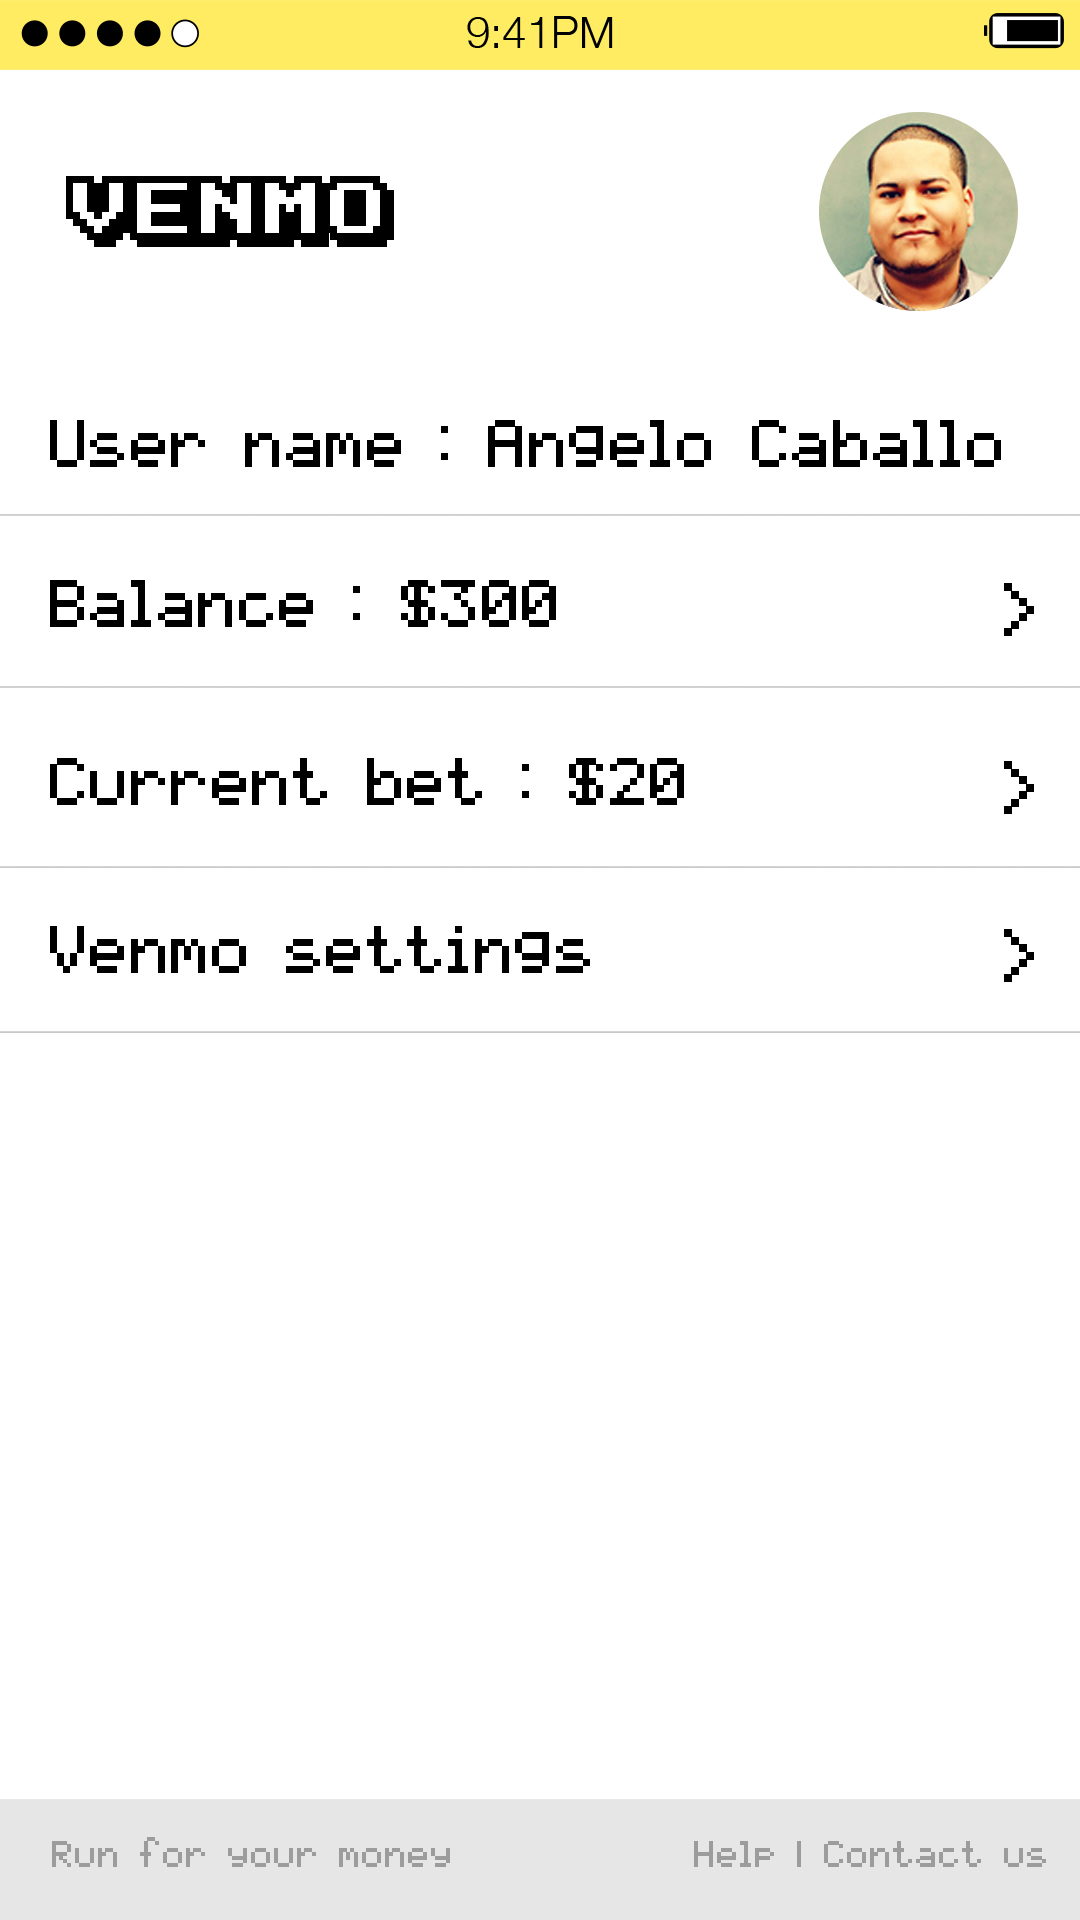 9:41PM
VENMO
User name : Angelo Caballo
Balance : $300
Current bet : $20
Venmo settings
Run for your money
Help | Contact us